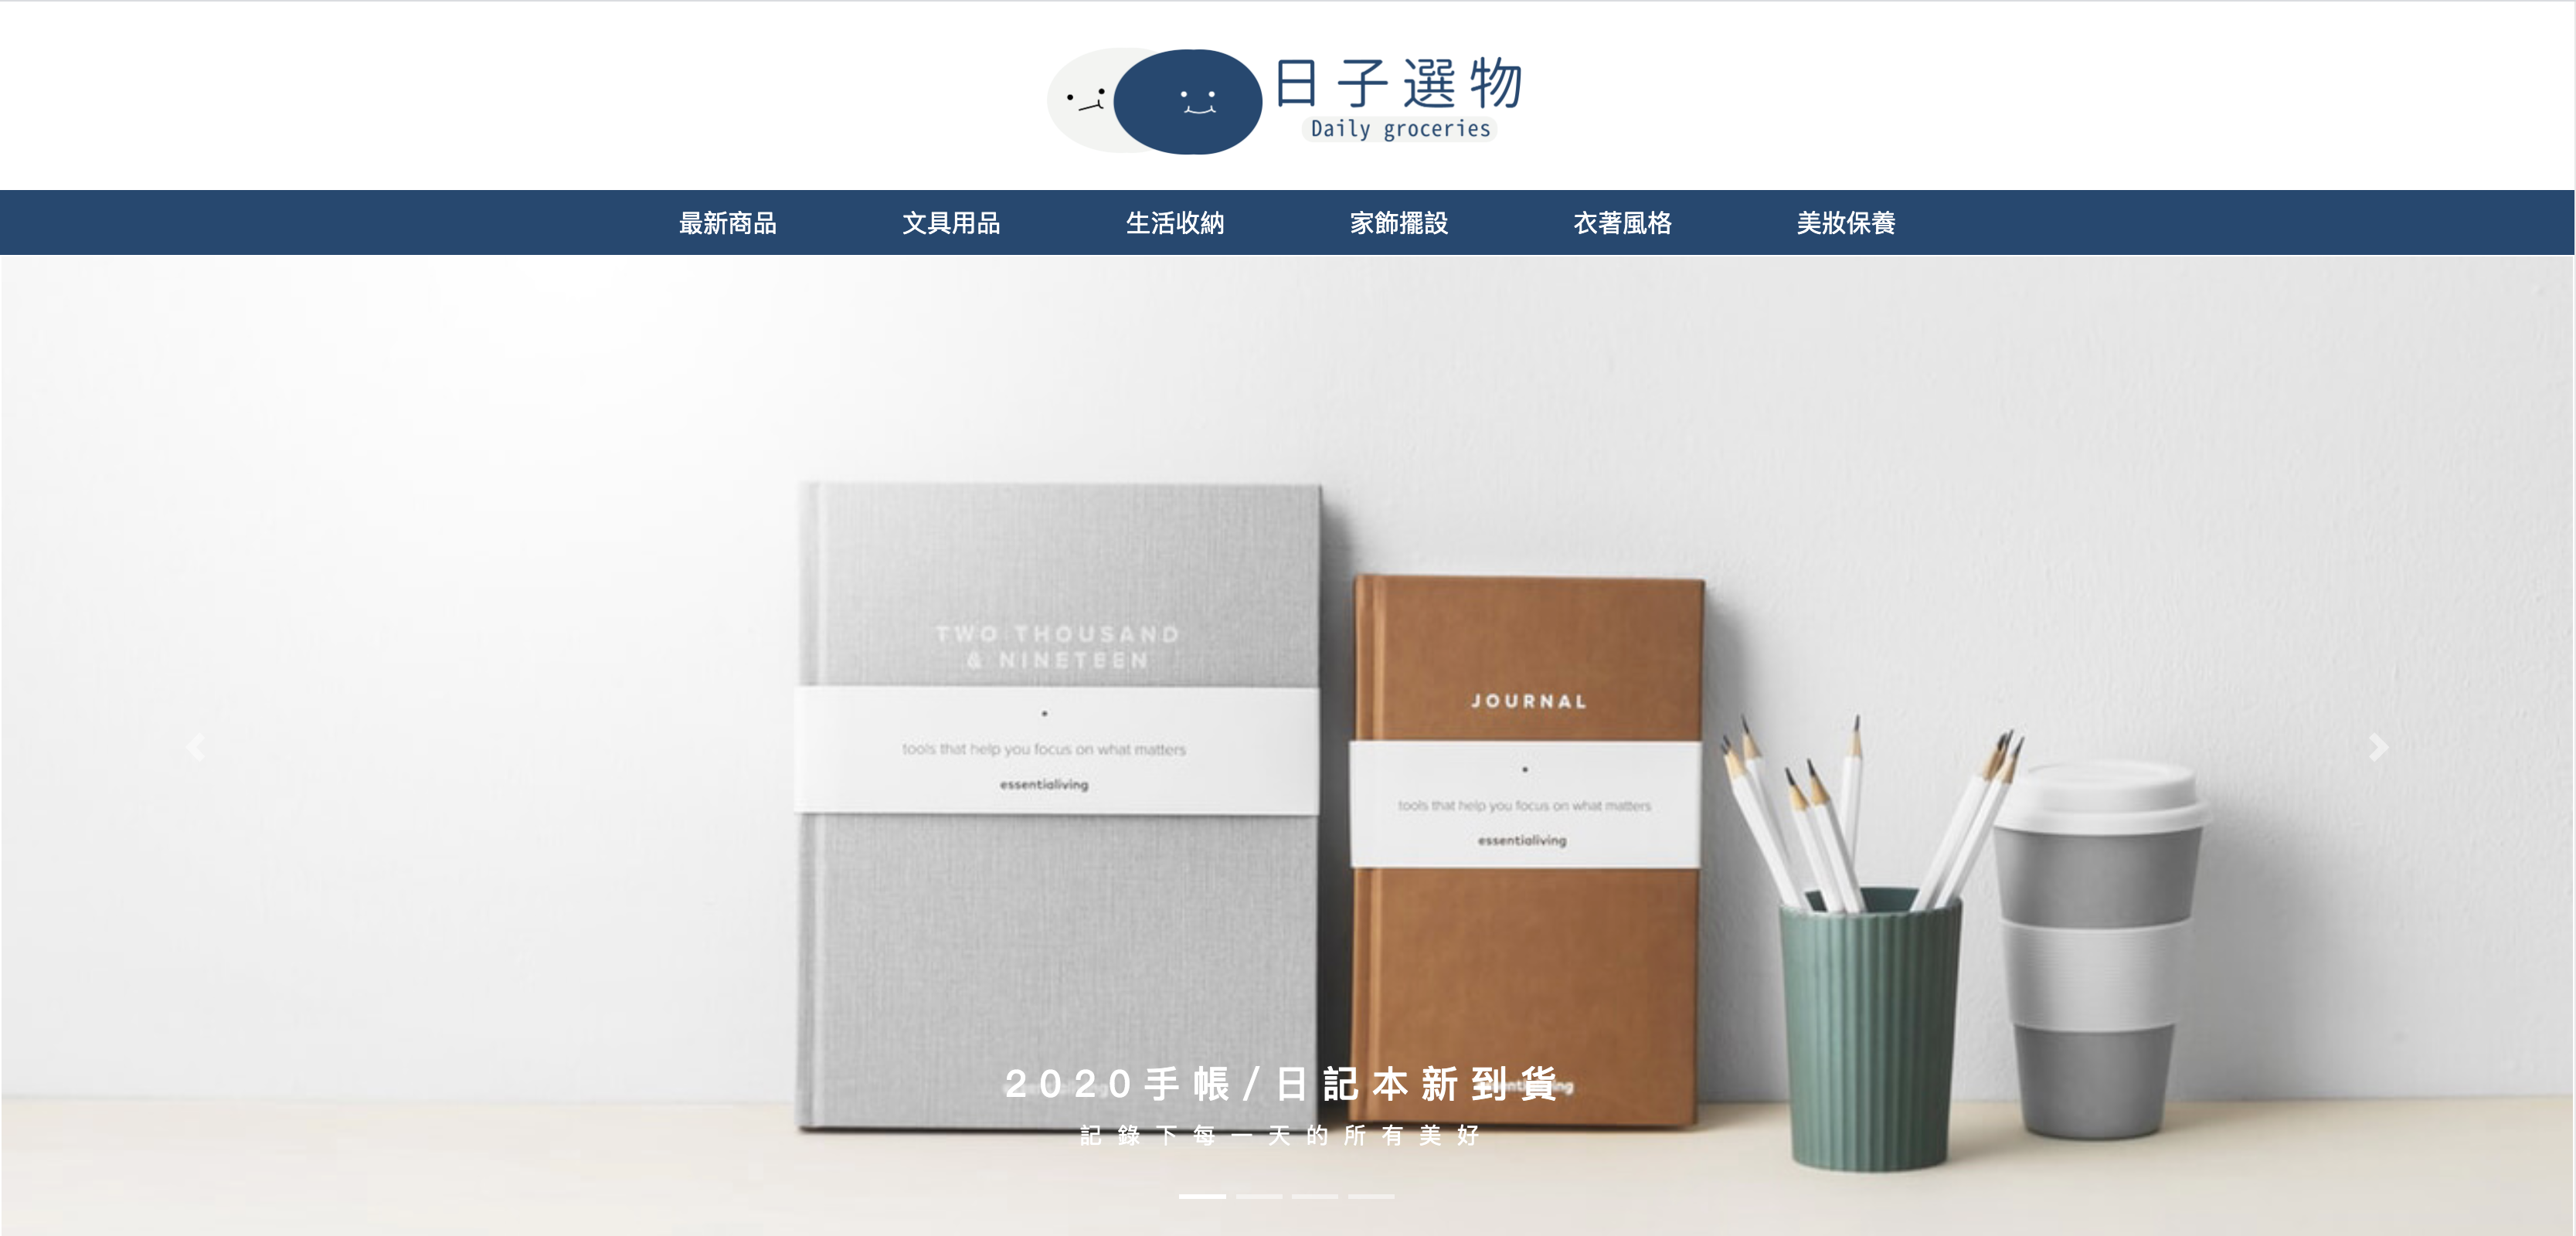 日子選物
Daily groceries
最新商品 文具用品 生活收納 家飾擺設 衣著風格 美妝保養
TWO THOUSAND
& NINETEEN
tools that help you focus on what matters
essentialiving
JOURNAL
tools that help you focus on what matters
essentialiving
2020手帳/日記本新到貨
記錄下每一天的所有美好